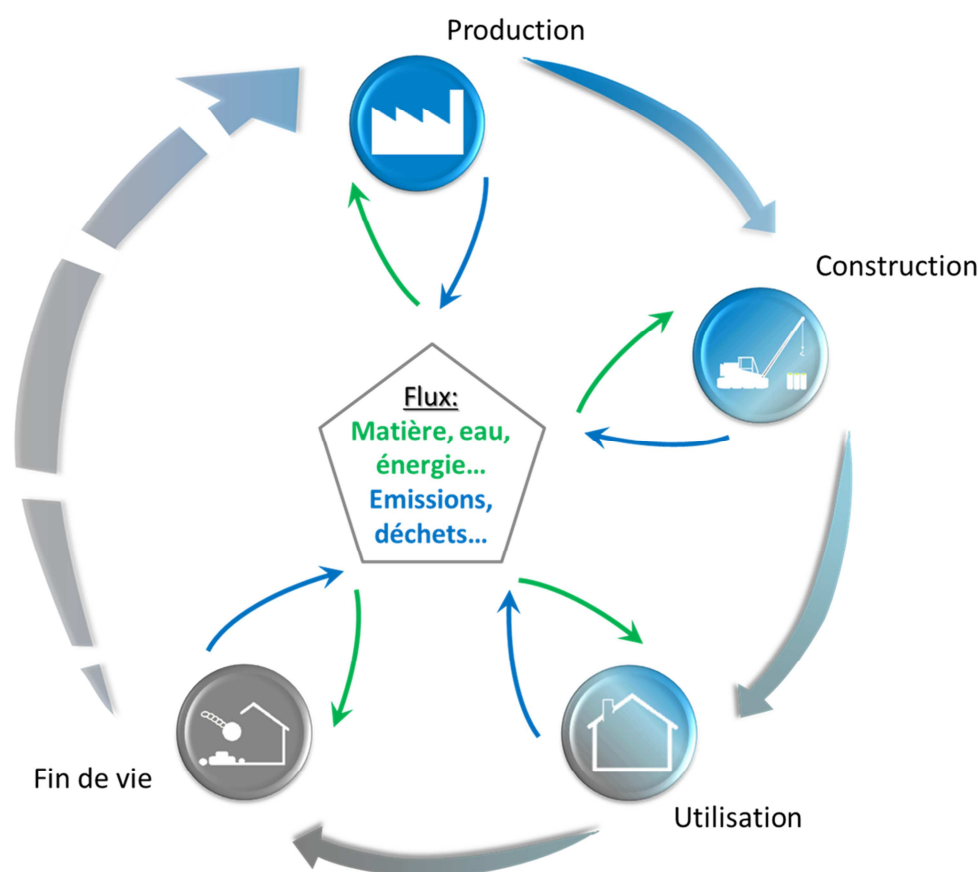 Production
Construction
Flux:
Matière, eau,
énergie...
Emissions,
déchets...
Fin de vie
Utilisation